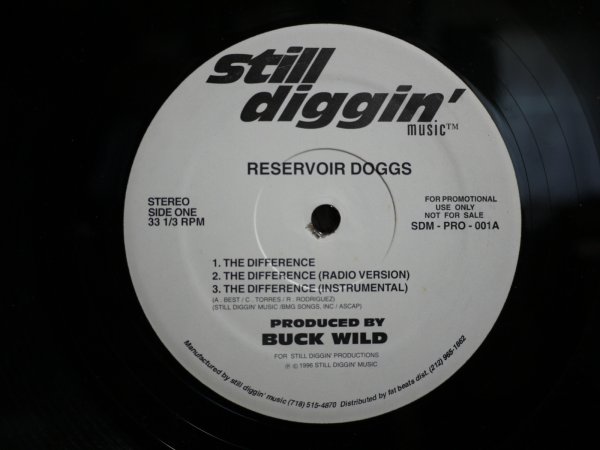 still
diggin'
music™
RESERVOIR DOGGS
STEREO
SIDE ONE
33 1/3 RPM
FOR PROMOTIONAL
USE ONLY
NOT FOR SALE
SDM - PRO - 001A
1. THE DIFFERENCE
2. THE DIFFERENCE (RADIO VERSION)
3. THE DIFFERENCE (INSTRUMENTAL)
(A . BEST / C . TORRES / R . RODRIGUEZ)
(STILL DIGGIN' MUSIC /BMG SONGS, INC / ASCAP)
PRODUCED BY
BUCK WILD
FOR STILL DIGGIN' PRODUCTIONS
℗ © 1996 STILL DIGGIN' MUSIC
Manufactured by still diggin' music (718) 515-4870 Distributed by fat beats dist. (212) 965-1862